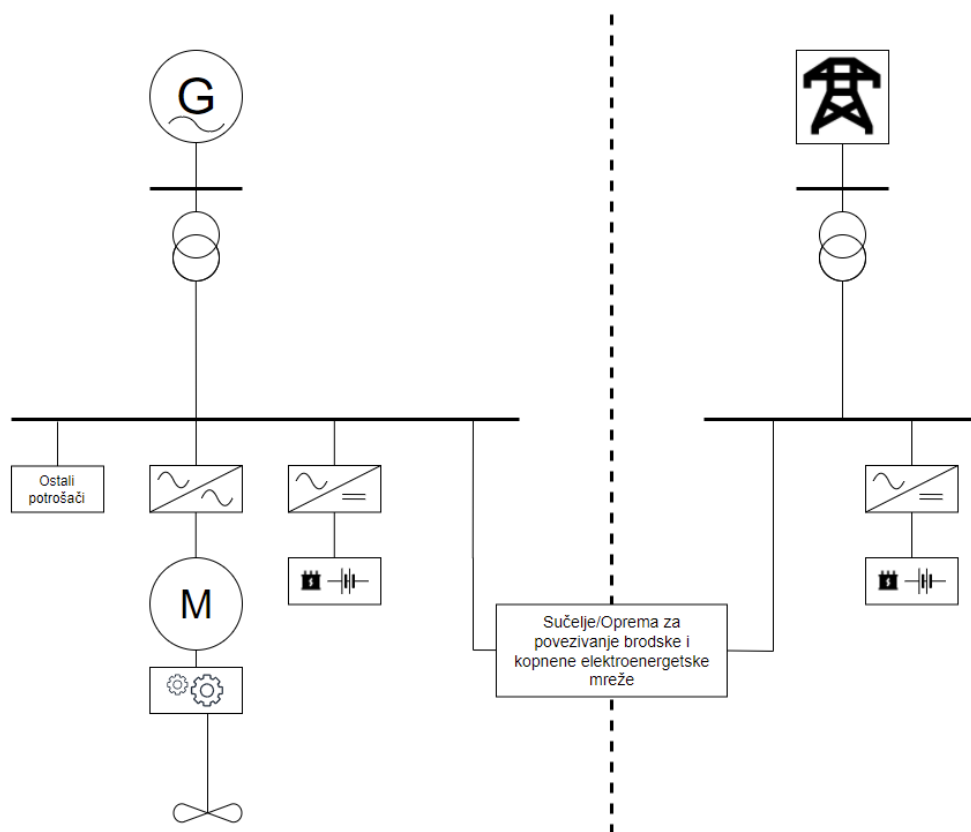 G
Ostali
potrošači
M
Sučelje/Oprema za
povezivanje brodske i
kopnene elektroenergetske
mreže